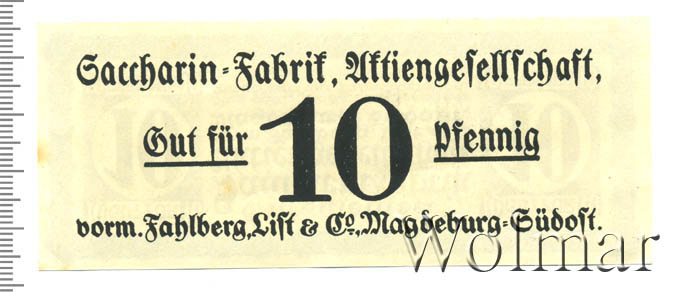 Saccharin=Fabrik, Aktiengesellschaft,
Gut für 10 Pfennig
vorm. Fahlberg, List & Co, Magdeburg=Südost.
Wolmar